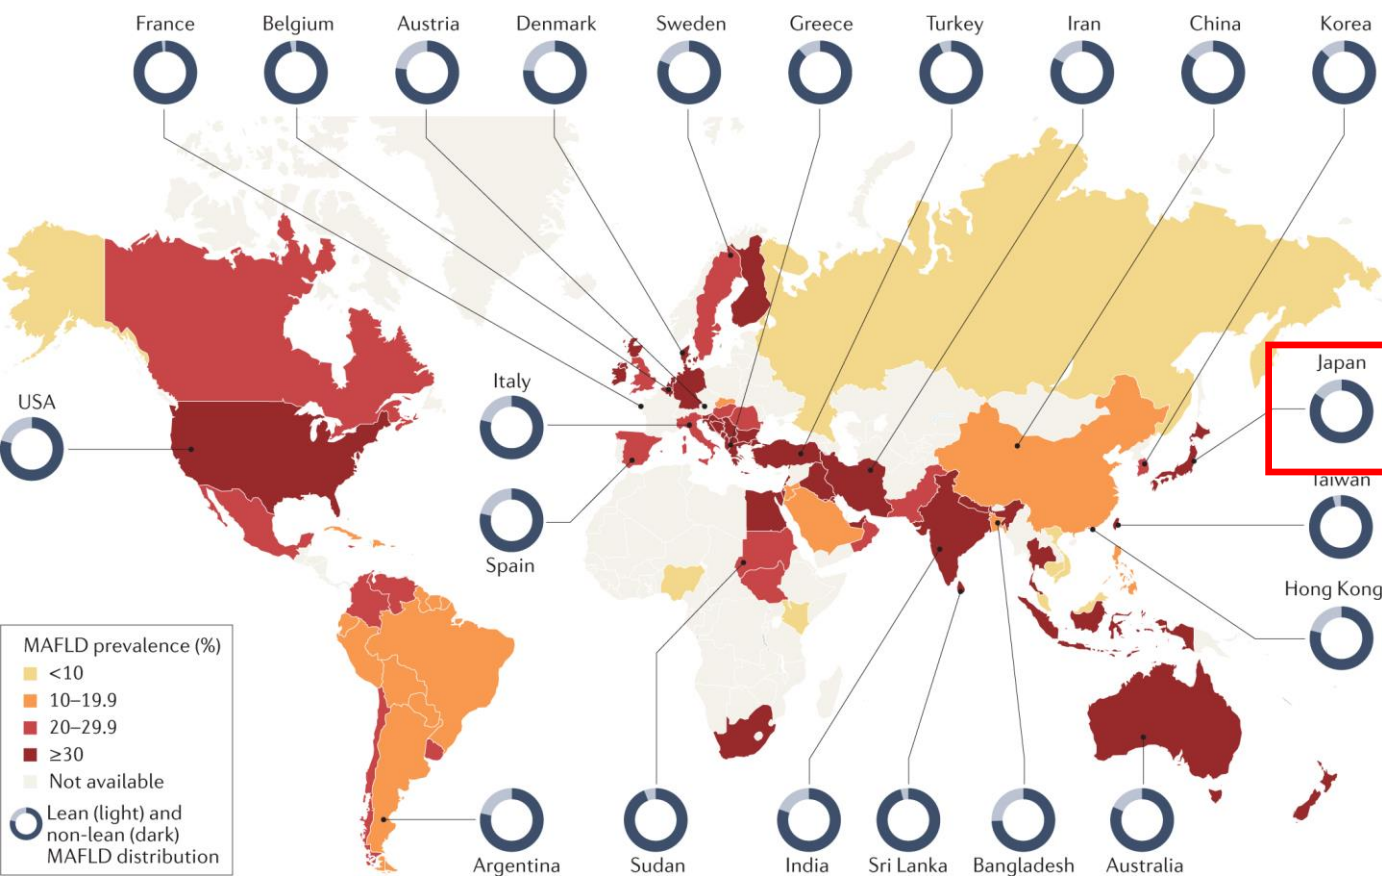 France
Belgium
Austria
Denmark
Sweden
Greece
Turkey
Iran
China
Korea
Japan
Italy
USA
Taiwan
Spain
Hong Kong
MAFLD prevalence (%)
<10
10–19.9
20–29.9
≥30
Not available
Lean (light) and
non-lean (dark)
MAFLD distribution
Argentina
Sudan
India
Sri Lanka
Bangladesh
Australia